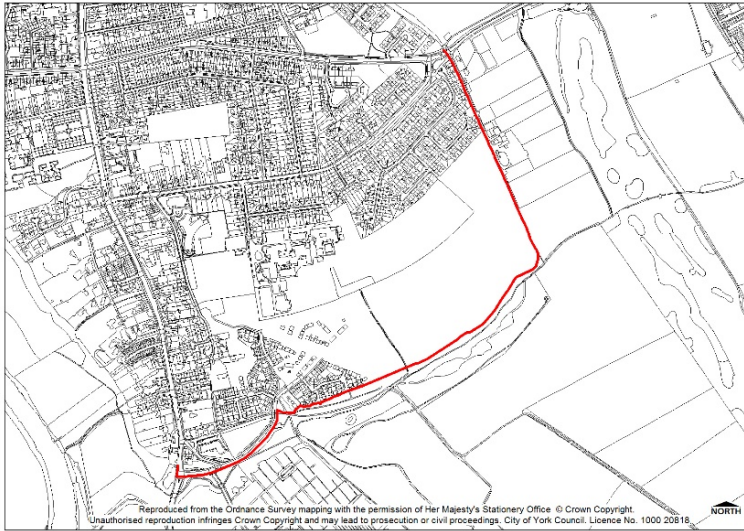 Reproduced from the Ordnance Survey mapping with the permission of Her Majesty's Stationery Office © Crown Copyright.
Unauthorised reproduction infringes Crown Copyright and may lead to prosecution or civil proceedings. City of York Council. Licence No. 1000 20818
NORTH